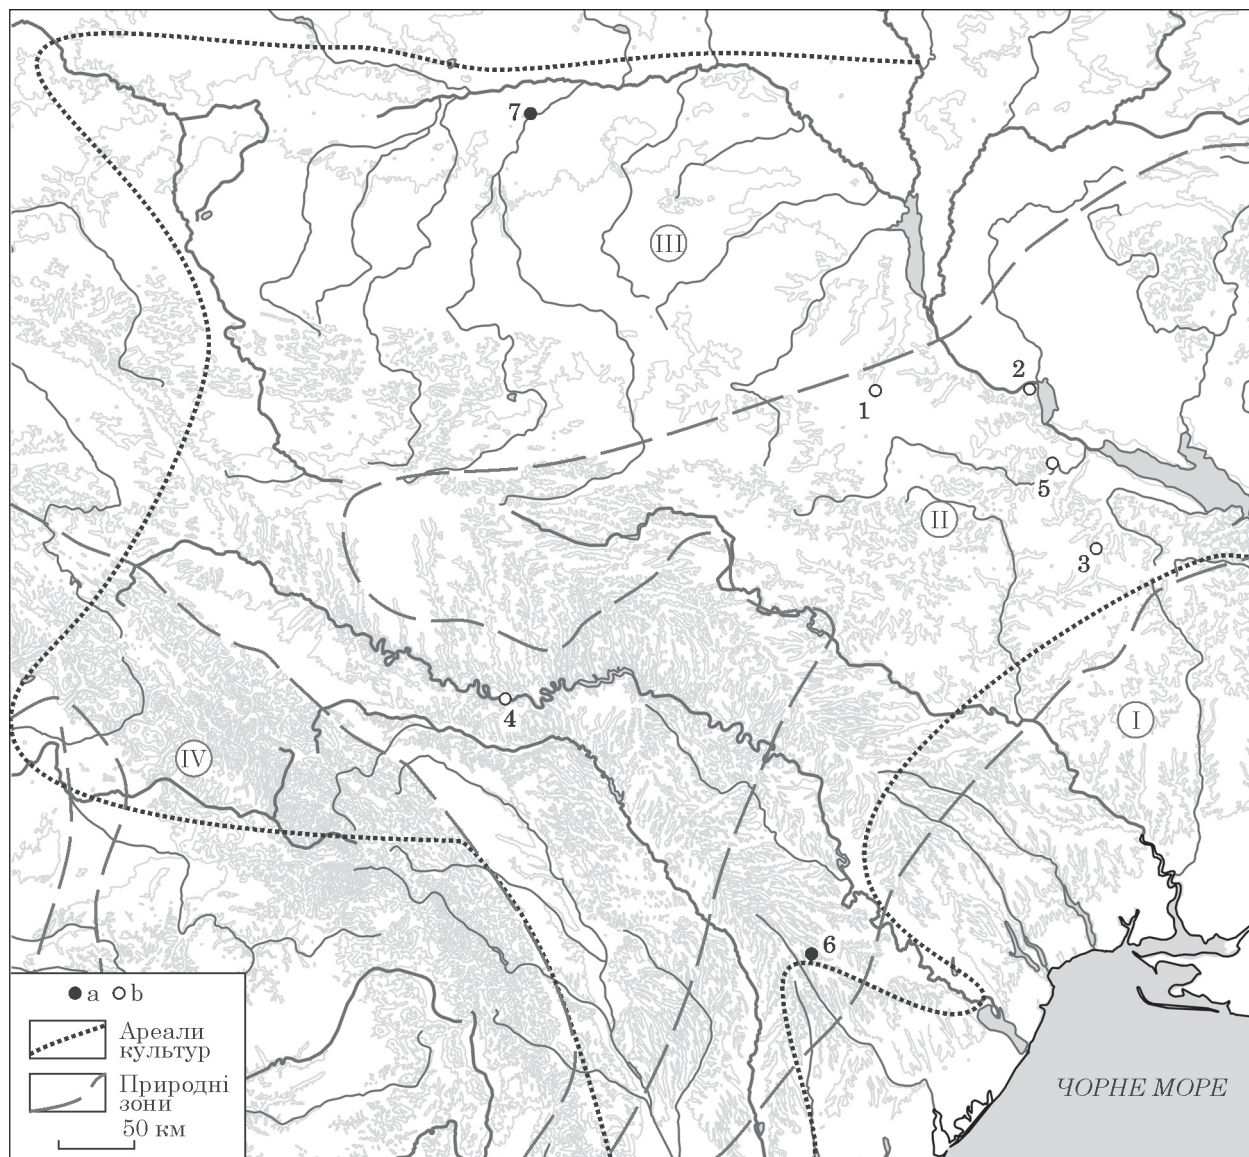 7
III
2
1
5
II
3
4
I
IV
6
a b
Ареали
культур
Природні
зони
50 км
ЧОРНЕ МОРЕ